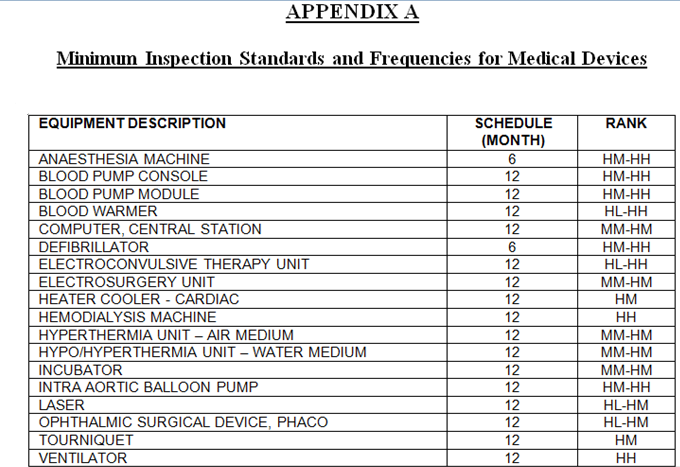 APPENDIX A
Minimum Inspection Standards and Frequencies for Medical Devices
EQUIPMENT DESCRIPTION SCHEDULE (MONTH) RANK
ANAESTHESIA MACHINE 6 HM-HH
BLOOD PUMP CONSOLE 12 HM-HH
BLOOD PUMP MODULE 12 HM-HH
BLOOD WARMER 12 HL-HH
COMPUTER, CENTRAL STATION 12 MM-HM
DEFIBRILLATOR 6 HM-HH
ELECTROCONVULSIVE THERAPY UNIT 12 HL-HH
ELECTROSURGERY UNIT 12 MM-HM
HEATER COOLER - CARDIAC 12 HM
HEMODIALYSIS MACHINE 12 HH
HYPERTHERMIA UNIT – AIR MEDIUM 12 MM-HM
HYPO/HYPERTHERMIA UNIT – WATER MEDIUM 12 MM-HM
INCUBATOR 12 MM-HM
INTRA AORTIC BALLOON PUMP 12 HM-HH
LASER 12 HL-HM
OPHTHALMIC SURGICAL DEVICE, PHACO 12 HL-HM
TOURNIQUET 12 HM
VENTILATOR 12 HH